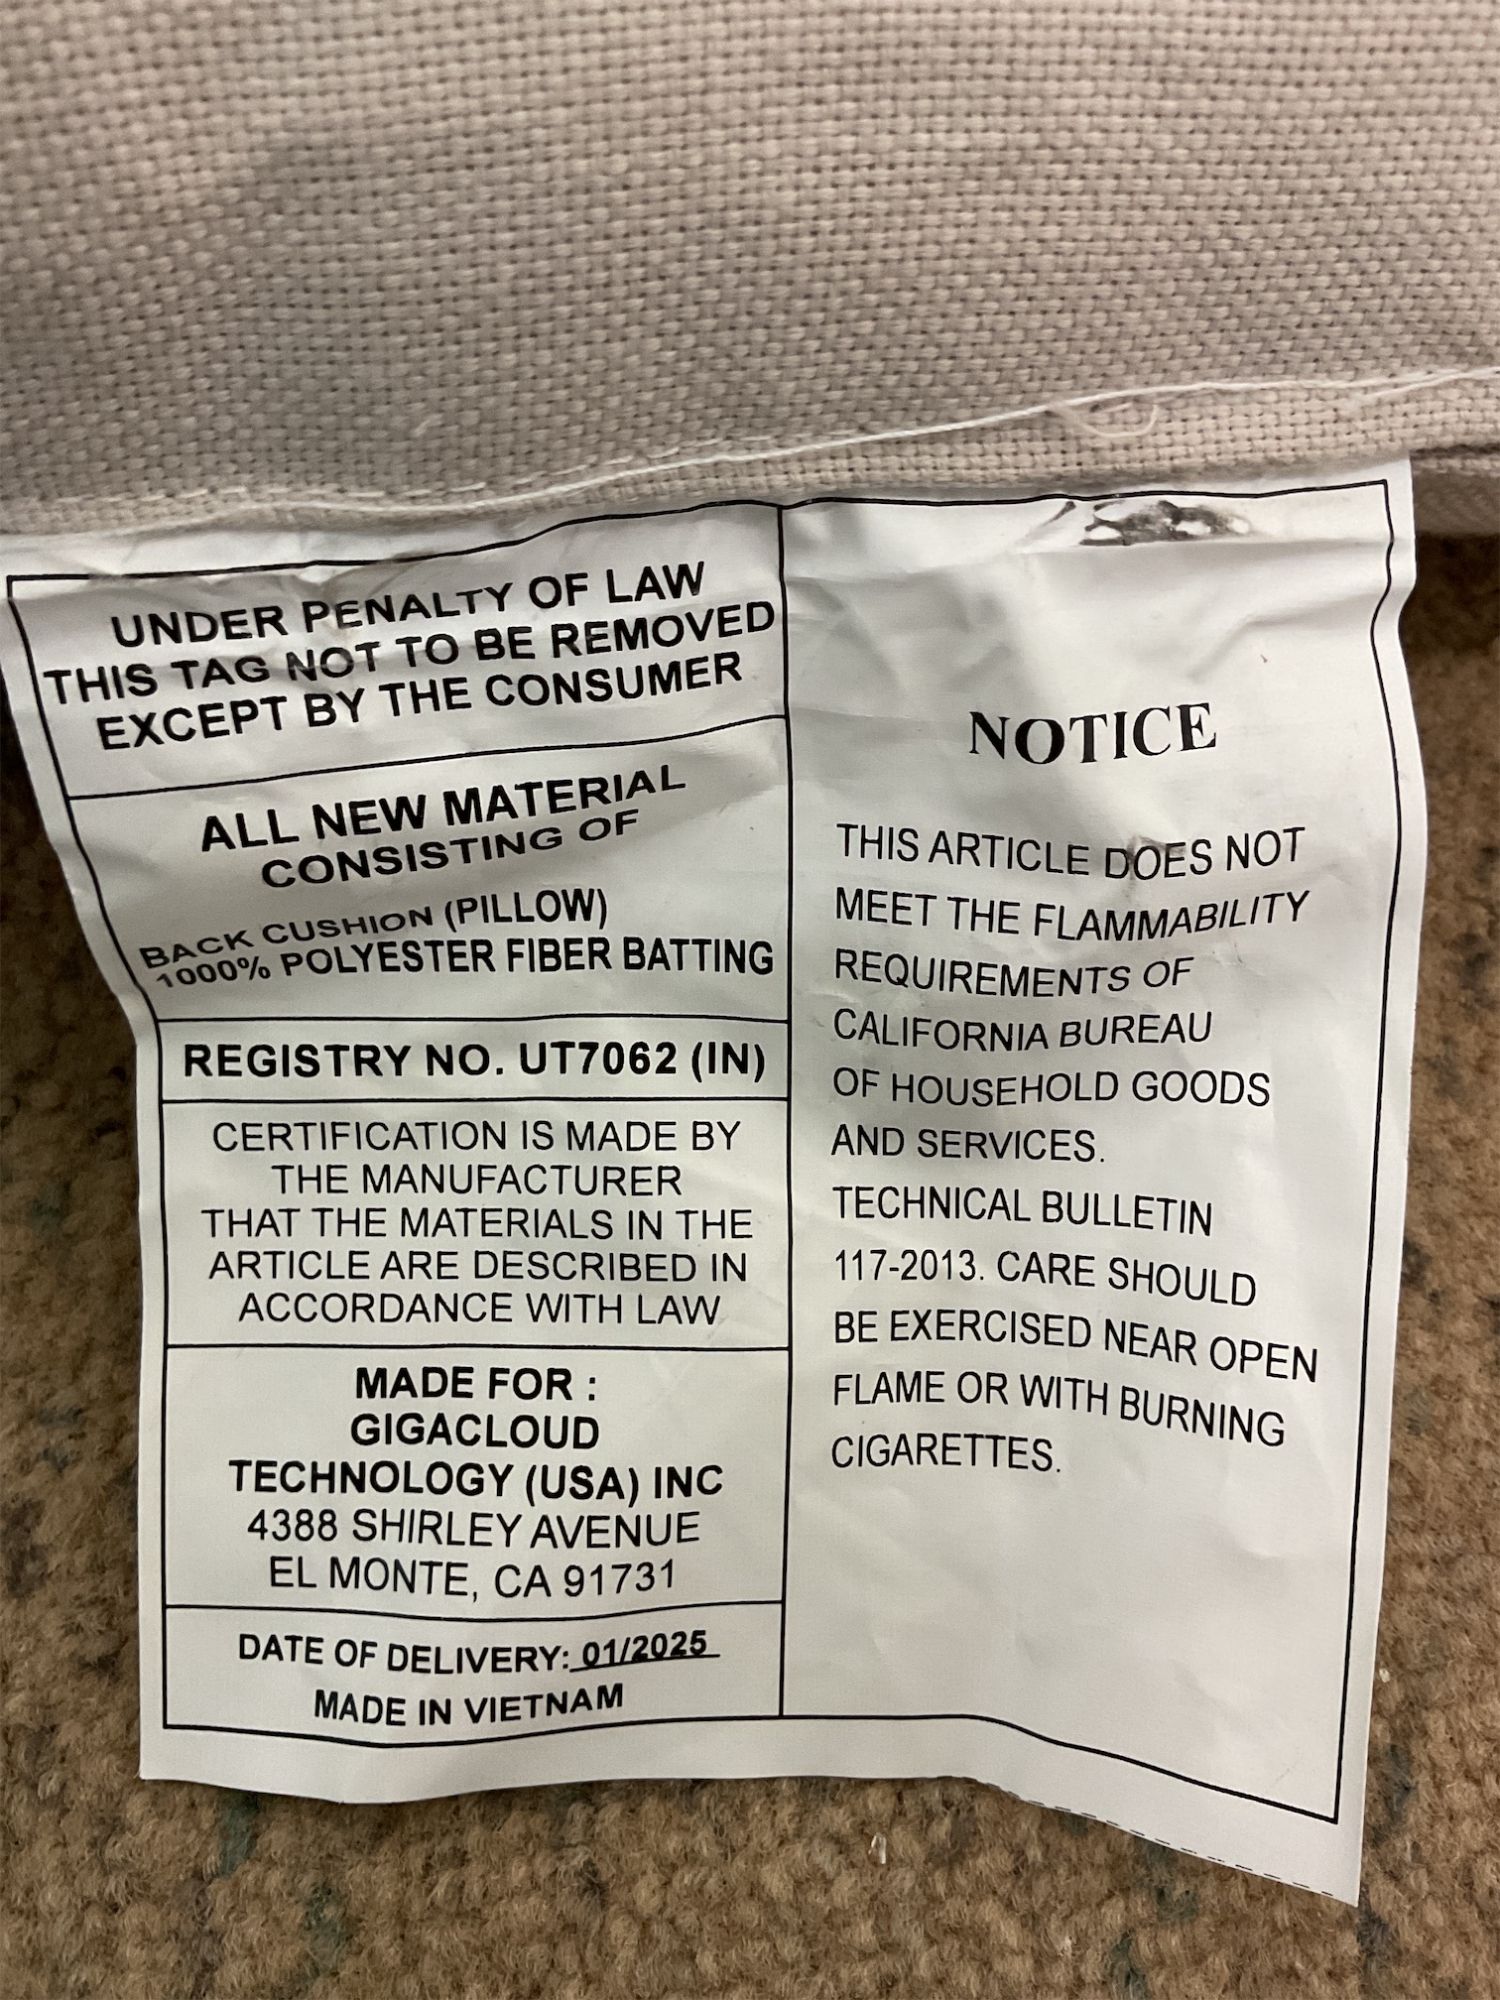 UNDER PENALTY OF LAW
THIS TAG NOT TO BE REMOVED
EXCEPT BY THE CONSUMER
ALL NEW MATERIAL
CONSISTING OF
BACK CUSHION (PILLOW)
1000% POLYESTER FIBER BATTING
REGISTRY NO. UT7062 (IN)
CERTIFICATION IS MADE BY
THE MANUFACTURER
THAT THE MATERIALS IN THE
ARTICLE ARE DESCRIBED IN
ACCORDANCE WITH LAW
MADE FOR :
GIGACLOUD
TECHNOLOGY (USA) INC
4388 SHIRLEY AVENUE
EL MONTE, CA 91731
DATE OF DELIVERY: 01/2025
MADE IN VIETNAM
NOTICE
THIS ARTICLE DOES NOT
MEET THE FLAMMABILITY
REQUIREMENTS OF
CALIFORNIA BUREAU
OF HOUSEHOLD GOODS
AND SERVICES.
TECHNICAL BULLETIN
117-2013. CARE SHOULD
BE EXERCISED NEAR OPEN
FLAME OR WITH BURNING
CIGARETTES.